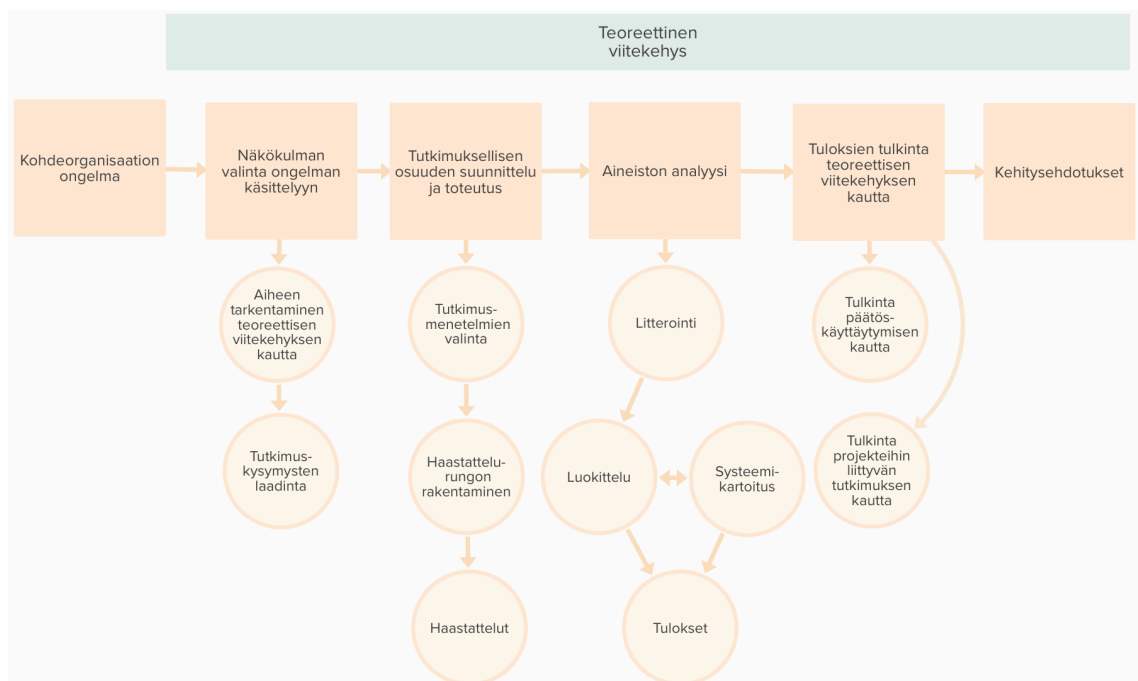 Teoreettinen
viitekehys
Kohdeorganisaation
ongelma
Näkökulman
valinta ongelman
käsittelyyn
Tutkimuksellisen
osuuden suunnittelu
ja toteutus
Aineiston analyysi
Tuloksien tulkinta
teoreettisen
viitekehyksen
kautta
Kehitysehdotukset
Aiheen
tarkentaminen
teoreettisen
viitekehyksen
kautta
Tutkimus-
menetelmien
valinta
Litterointi
Tulkinta
päätös-
käyttäytymisen
kautta
Tutkimus-
kysymysten
laadinta
Haastattelu-
rungon
rakentaminen
Luokittelu
Systeemi-
kartoitus
Tulkinta
projekteihin
liittyvän
tutkimuksen
kautta
Haastattelut
Tulokset